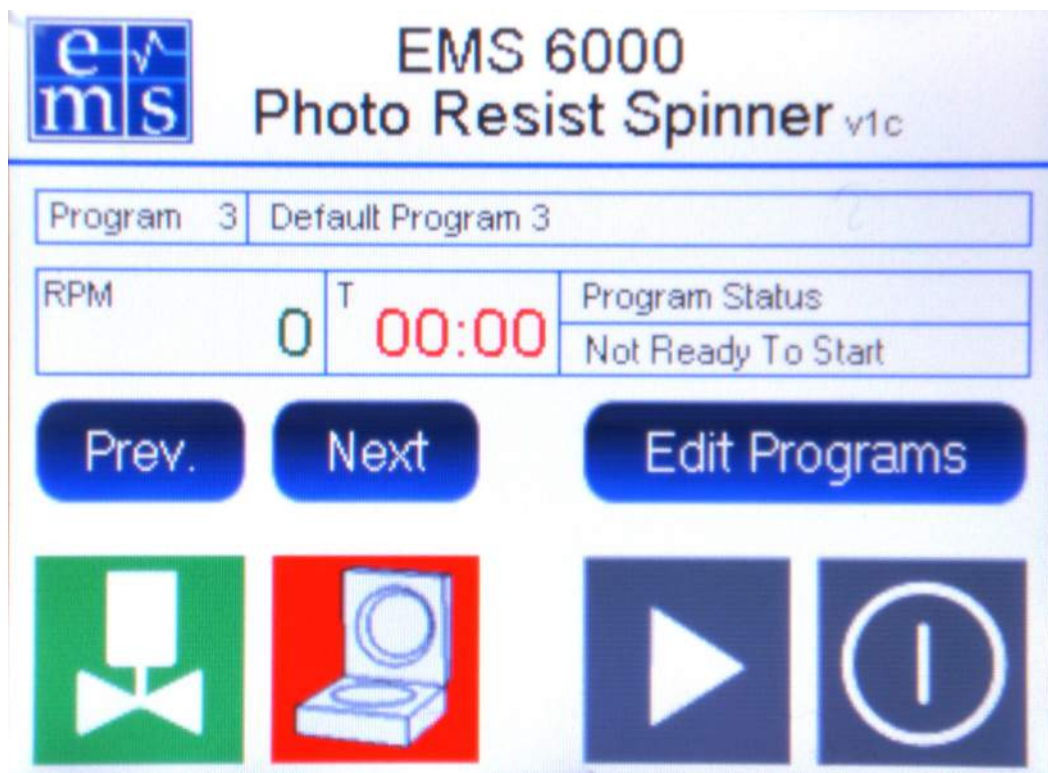 e
ms
EMS 6000
Photo Resist Spinner v1c
Program 3 Default Program 3
RPM 0 T 00:00 Program Status
Not Ready To Start
Prev. Next Edit Programs